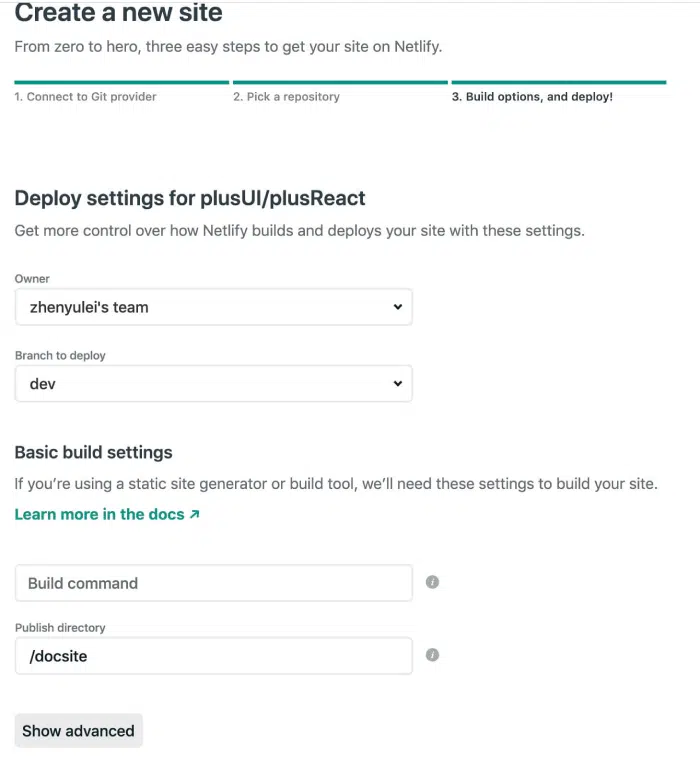 Create a new site
From zero to hero, three easy steps to get your site on Netlify.
1. Connect to Git provider
2. Pick a repository
3. Build options, and deploy!
Deploy settings for plusUI/plusReact
Get more control over how Netlify builds and deploys your site with these settings.
Owner
zhenyulei's team
Branch to deploy
dev
Basic build settings
If you’re using a static site generator or build tool, we’ll need these settings to build your site.
Learn more in the docs ↗
Build command
Publish directory
/docsite
Show advanced